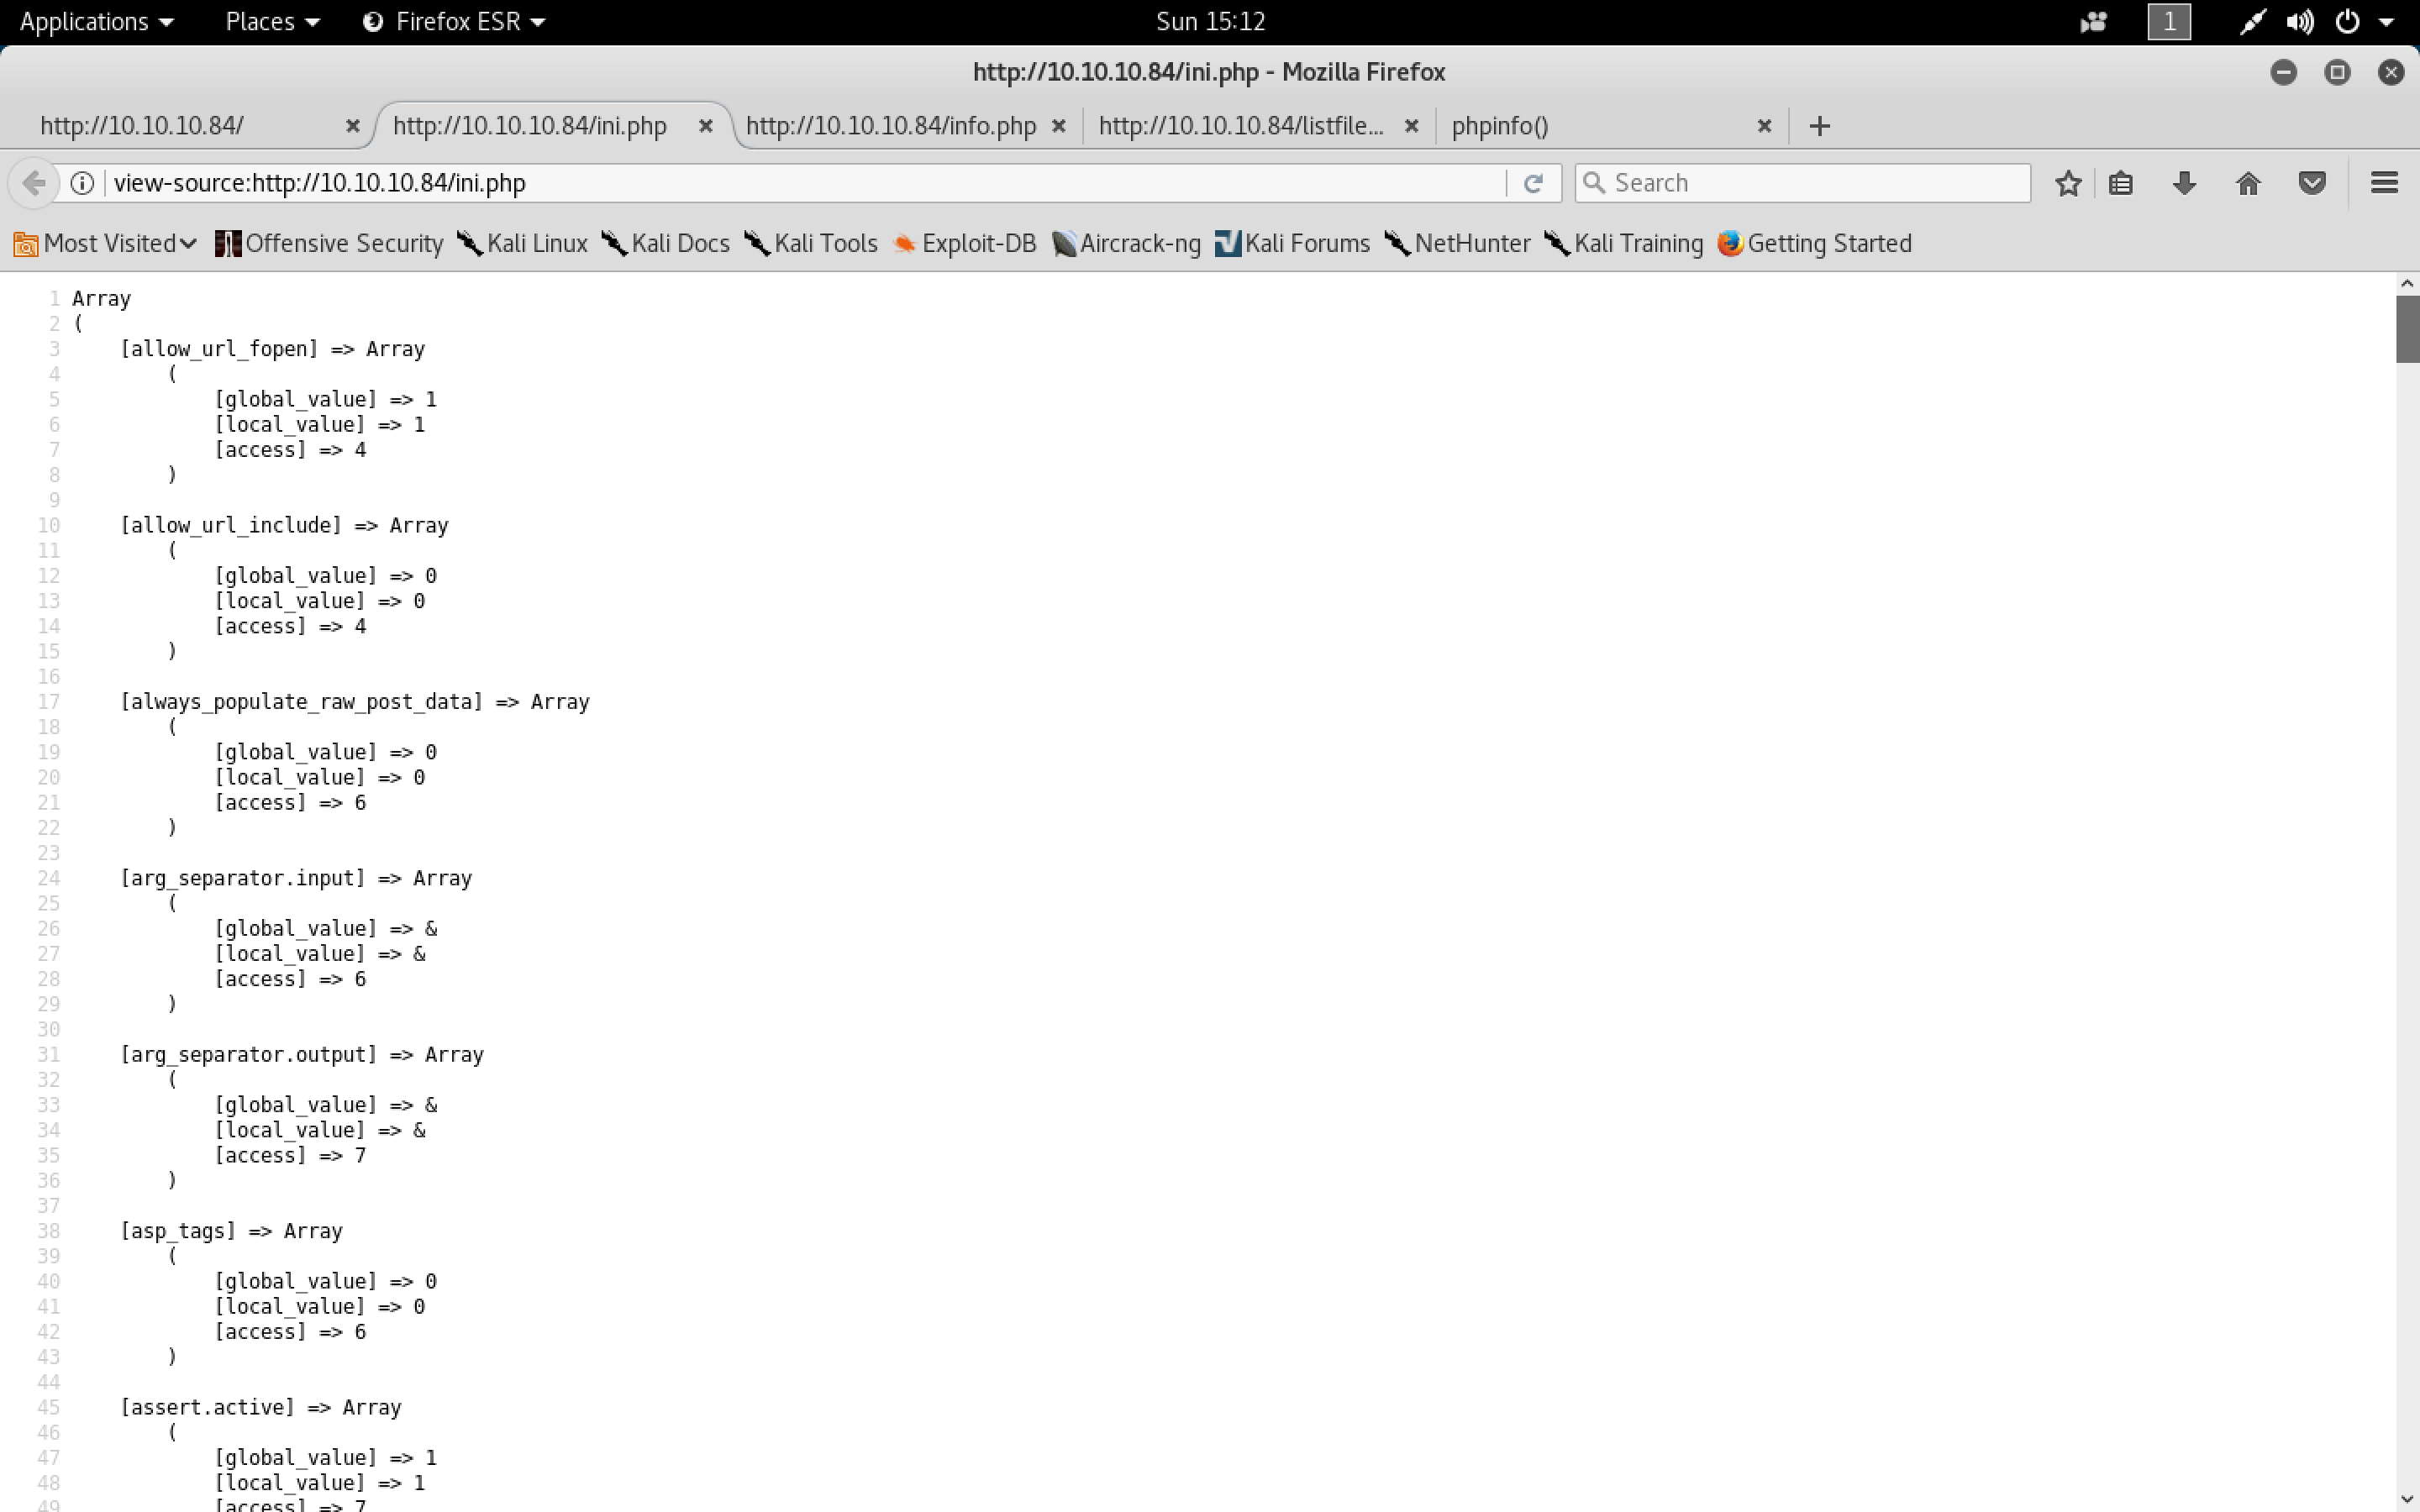 Applications Places Firefox ESR Sun 15:12 1
http://10.10.10.84/ini.php - Mozilla Firefox
http://10.10.10.84/ http://10.10.10.84/ini.php http://10.10.10.84/info.php http://10.10.10.84/listfile... phpinfo()
view-source:http://10.10.10.84/ini.php Search
Most Visited Offensive Security Kali Linux Kali Docs Kali Tools Exploit-DB Aircrack-ng Kali Forums NetHunter Kali Training Getting Started
1 Array
2 (
3     [allow_url_fopen] => Array
4         (
5             [global_value] => 1
6             [local_value] => 1
7             [access] => 4
8         )
9
10     [allow_url_include] => Array
11         (
12             [global_value] => 0
13             [local_value] => 0
14             [access] => 4
15         )
16
17     [always_populate_raw_post_data] => Array
18         (
19             [global_value] => 0
20             [local_value] => 0
21             [access] => 6
22         )
23
24     [arg_separator.input] => Array
25         (
26             [global_value] => &
27             [local_value] => &
28             [access] => 6
29         )
30
31     [arg_separator.output] => Array
32         (
33             [global_value] => &
34             [local_value] => &
35             [access] => 7
36         )
37
38     [asp_tags] => Array
39         (
40             [global_value] => 0
41             [local_value] => 0
42             [access] => 6
43         )
44
45     [assert.active] => Array
46         (
47             [global_value] => 1
48             [local_value] => 1
49             [access] => 7